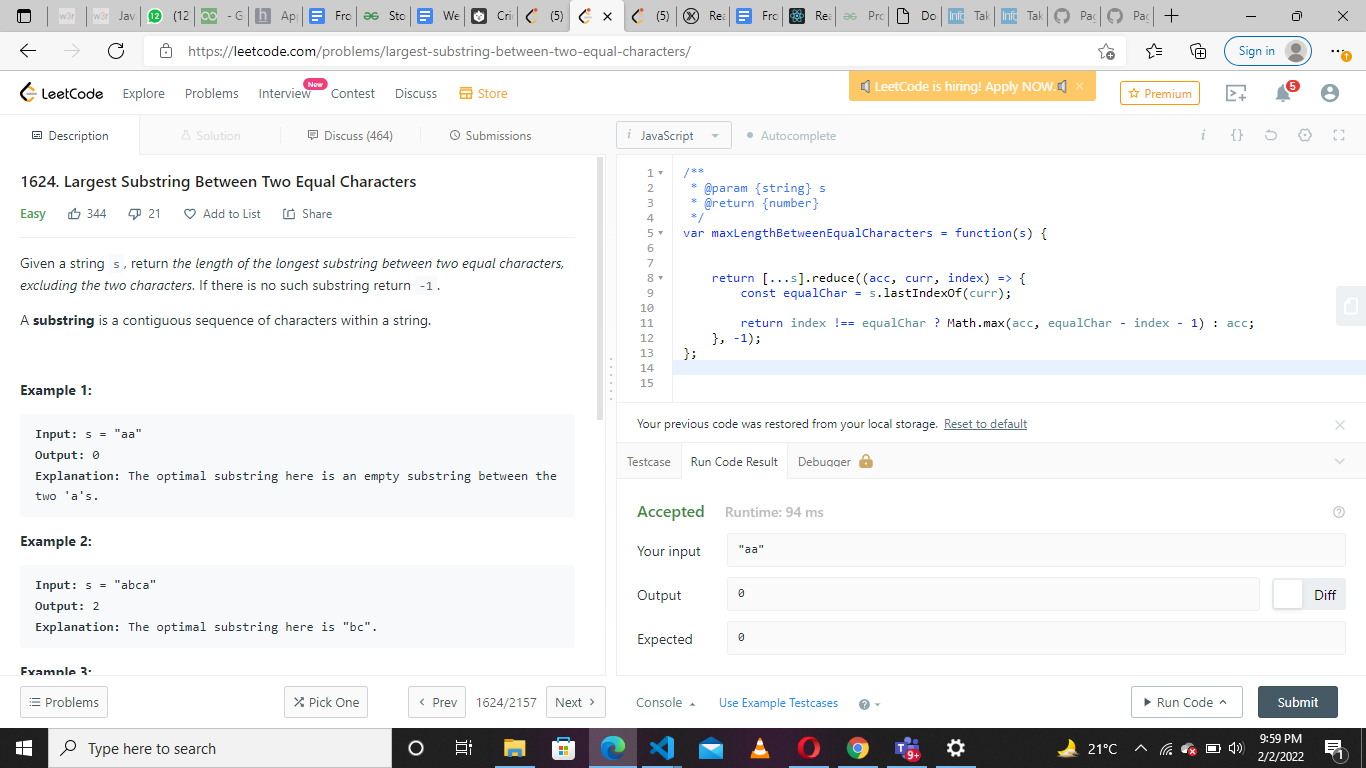 (12
- G
App
Fro
Sto
We
Cri
(5)
(5)
Rea
Fro
Rea
Pro
Do
Tak
Tak
Pag
Pag
https://leetcode.com/problems/largest-substring-between-two-equal-characters/
Sign in
LeetCode
Explore
Problems
Interview
New
Contest
Discuss
Store
LeetCode is hiring! Apply NOW.
Premium
5
Description
Solution
Discuss (464)
Submissions
i JavaScript
Autocomplete
1624. Largest Substring Between Two Equal Characters
Easy
344
21
Add to List
Share
Given a string s, return the length of the longest substring between two equal characters,
excluding the two characters. If there is no such substring return -1.
A substring is a contiguous sequence of characters within a string.
Example 1:
Input: s = "aa"
Output: 0
Explanation: The optimal substring here is an empty substring between the
two 'a's.
Example 2:
Input: s = "abca"
Output: 2
Explanation: The optimal substring here is "bc".
Example 3:
Problems
Pick One
Prev
1624/2157
Next
1 /**
2 * @param {string} s
3 * @return {number}
4 */
5 var maxLengthBetweenEqualCharacters = function(s) {
6
7
8 return [...s].reduce((acc, curr, index) => {
9 const equalChar = s.lastIndexOf(curr);
10
11 return index !== equalChar ? Math.max(acc, equalChar - index - 1) : acc;
12 }, -1);
13 };
14
15
Your previous code was restored from your local storage. Reset to default
Testcase
Run Code Result
Debugger
Accepted
Runtime: 94 ms
Your input
"aa"
Output
0
Diff
Expected
0
Console
Use Example Testcases
Run Code
Submit
Type here to search
9+
21°C
9:59 PM
2/2/2022
1